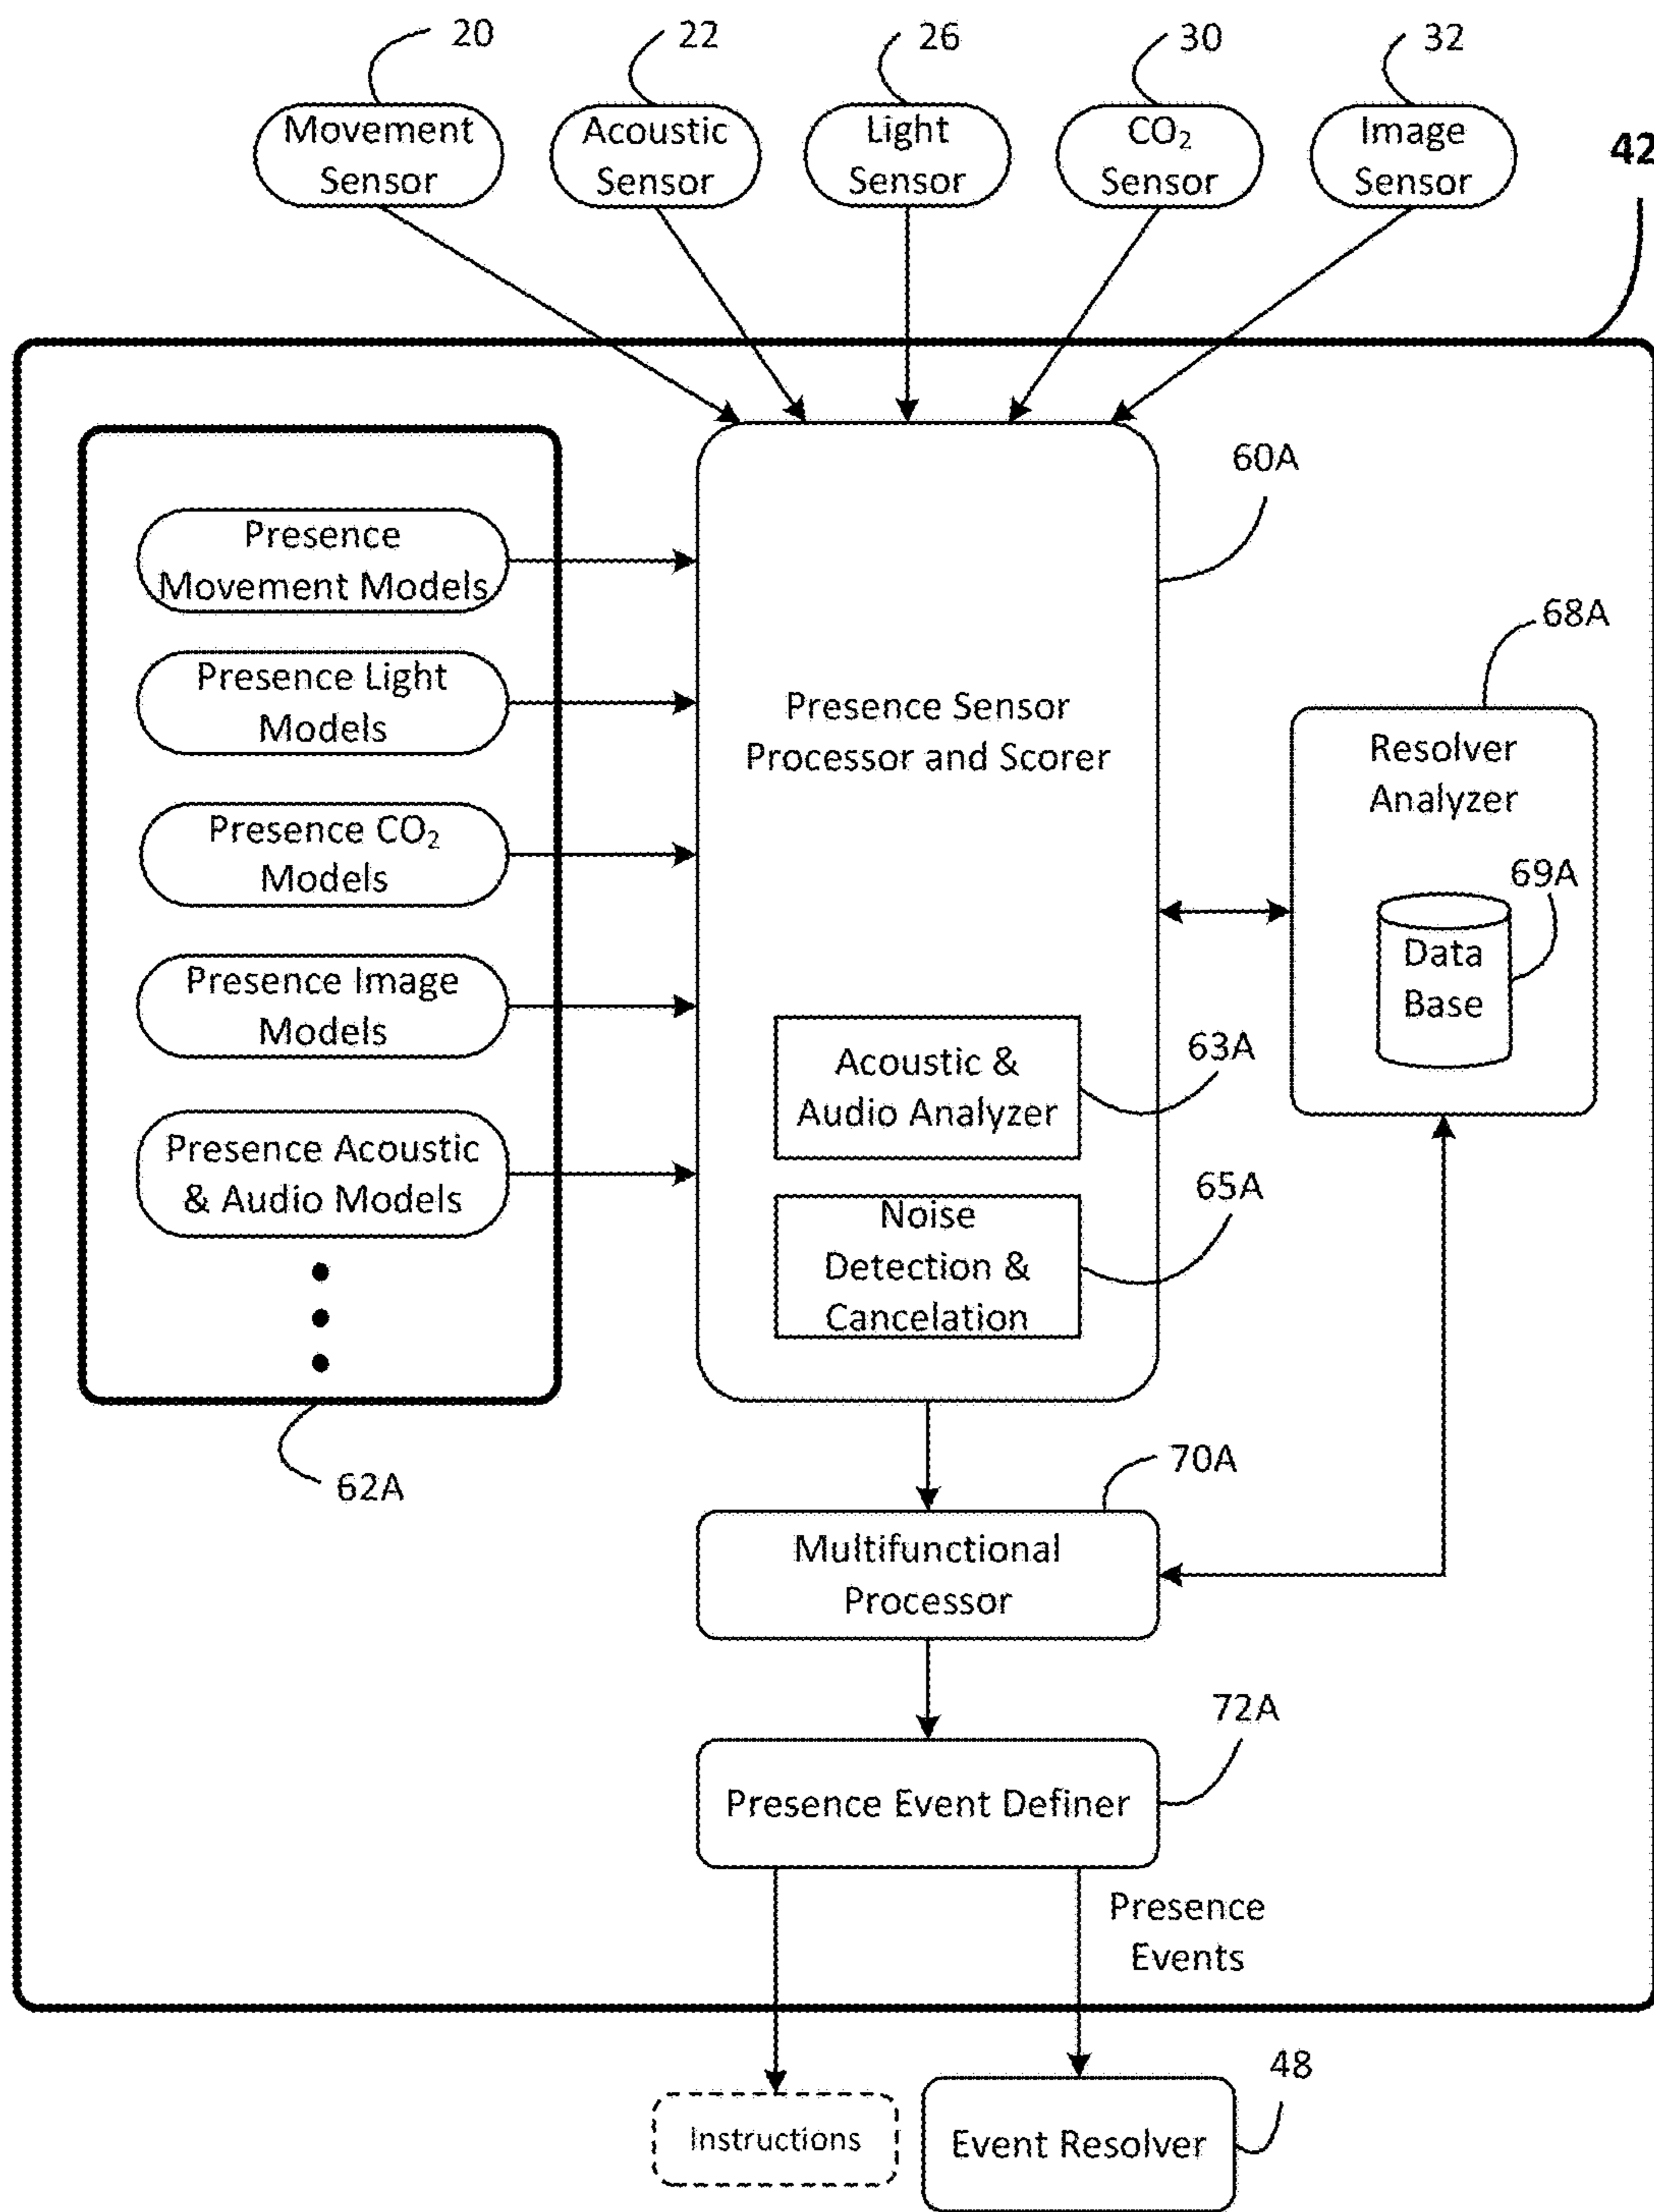 20
22
26
30
32
Movement
Sensor
Acoustic
Sensor
Light
Sensor
CO₂
Sensor
Image
Sensor
42
60A
Presence
Movement Models
Presence Light
Models
Presence CO₂
Models
Presence Image
Models
Presence Acoustic
& Audio Models
62A
Presence Sensor
Processor and Scorer
Acoustic &
Audio Analyzer
63A
Noise
Detection &
Cancelation
65A
68A
Resolver
Analyzer
69A
Data
Base
70A
Multifunctional
Processor
72A
Presence Event Definer
Presence
Events
Instructions
Event Resolver
48